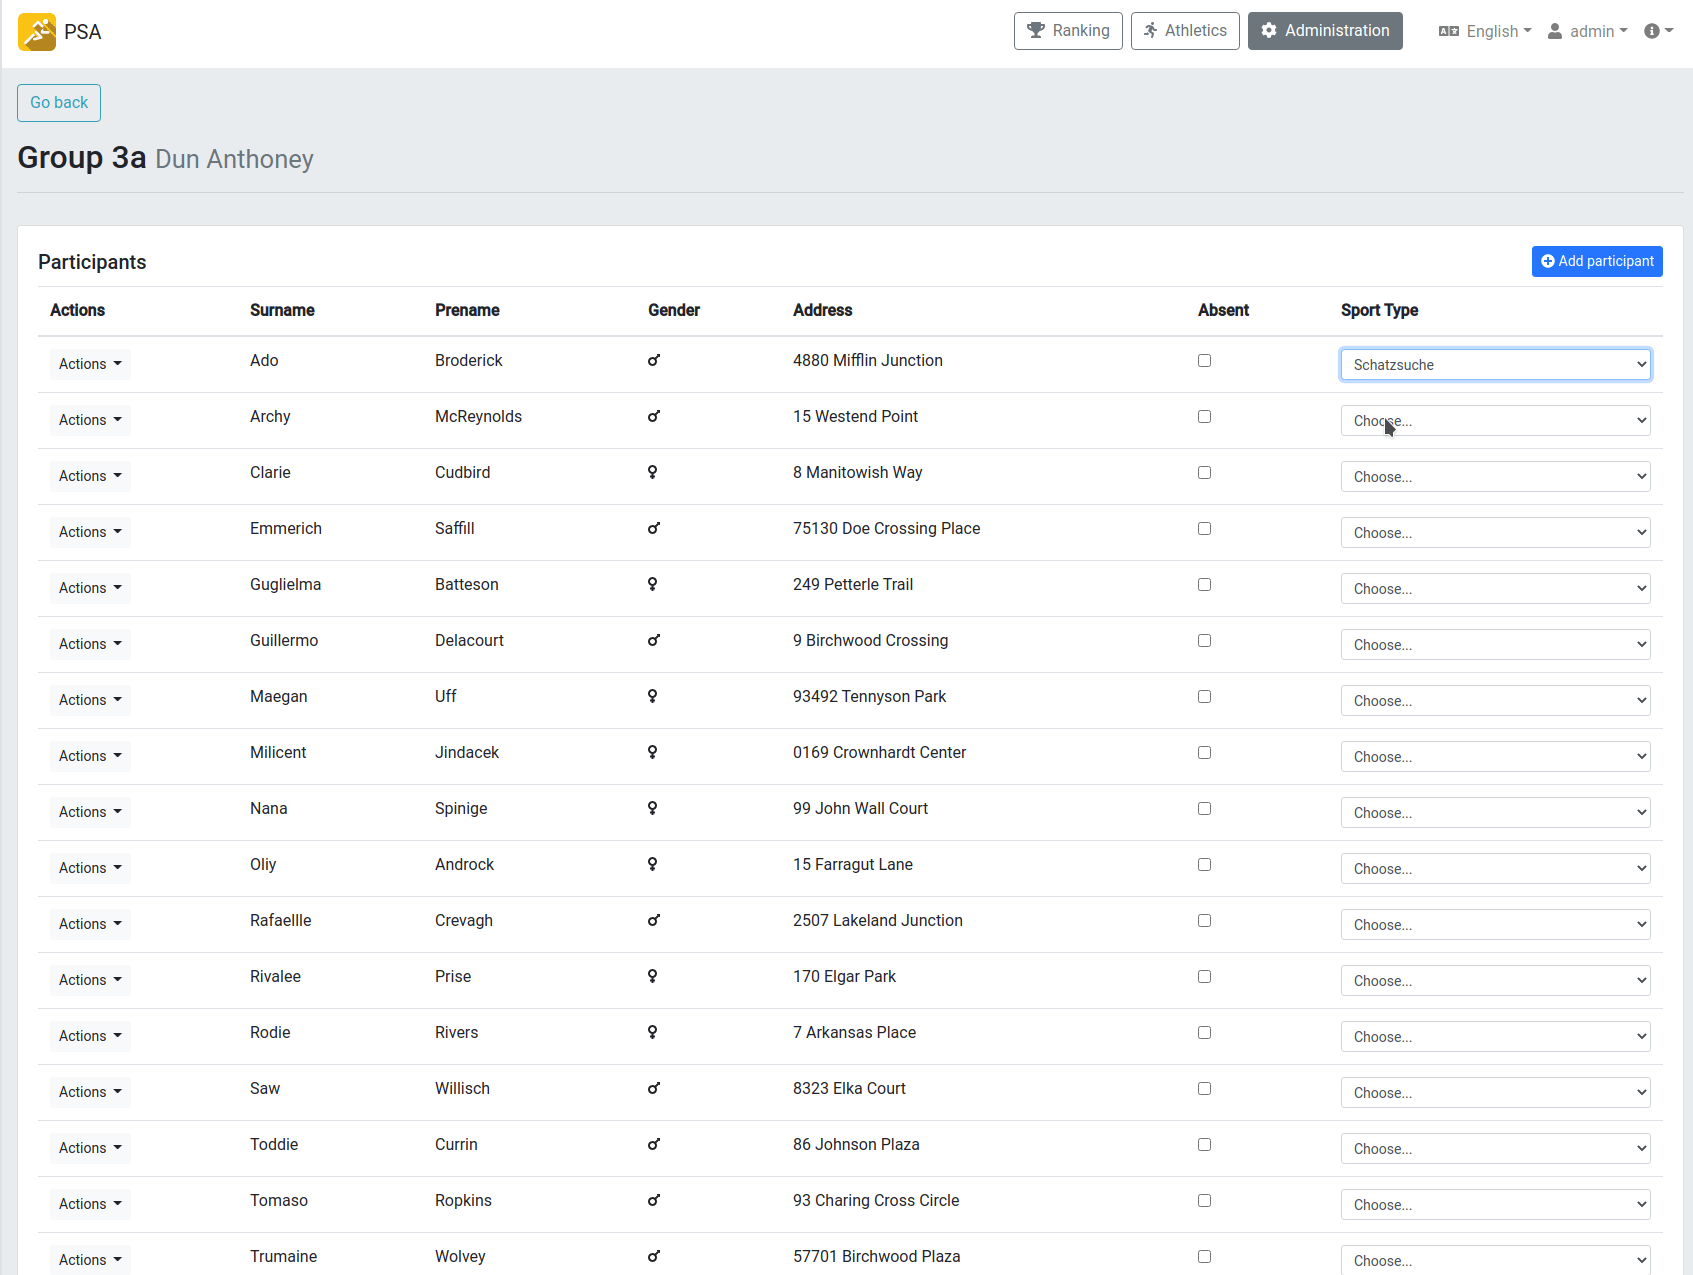 PSA Ranking Athletics Administration English admin
Go back
Group 3a Dun Anthoney
Participants Add participant
Actions Surname Prename Gender Address Absent Sport Type
Actions Ado Broderick 4880 Mifflin Junction Schatzsuche
Actions Archy McReynolds 15 Westend Point Choose...
Actions Clarie Cudbird 8 Manitowish Way Choose...
Actions Emmerich Saffill 75130 Doe Crossing Place Choose...
Actions Guglielma Batteson 249 Petterle Trail Choose...
Actions Guillermo Delacourt 9 Birchwood Crossing Choose...
Actions Maegan Uff 93492 Tennyson Park Choose...
Actions Milicent Jindacek 0169 Crownhardt Center Choose...
Actions Nana Spinige 99 John Wall Court Choose...
Actions Oliy Androck 15 Farragut Lane Choose...
Actions Rafaellle Crevagh 2507 Lakeland Junction Choose...
Actions Rivalee Prise 170 Elgar Park Choose...
Actions Rodie Rivers 7 Arkansas Place Choose...
Actions Saw Willisch 8323 Elka Court Choose...
Actions Toddie Currin 86 Johnson Plaza Choose...
Actions Tomaso Ropkins 93 Charing Cross Circle Choose...
Actions Trumaine Wolvey 57701 Birchwood Plaza Choose...